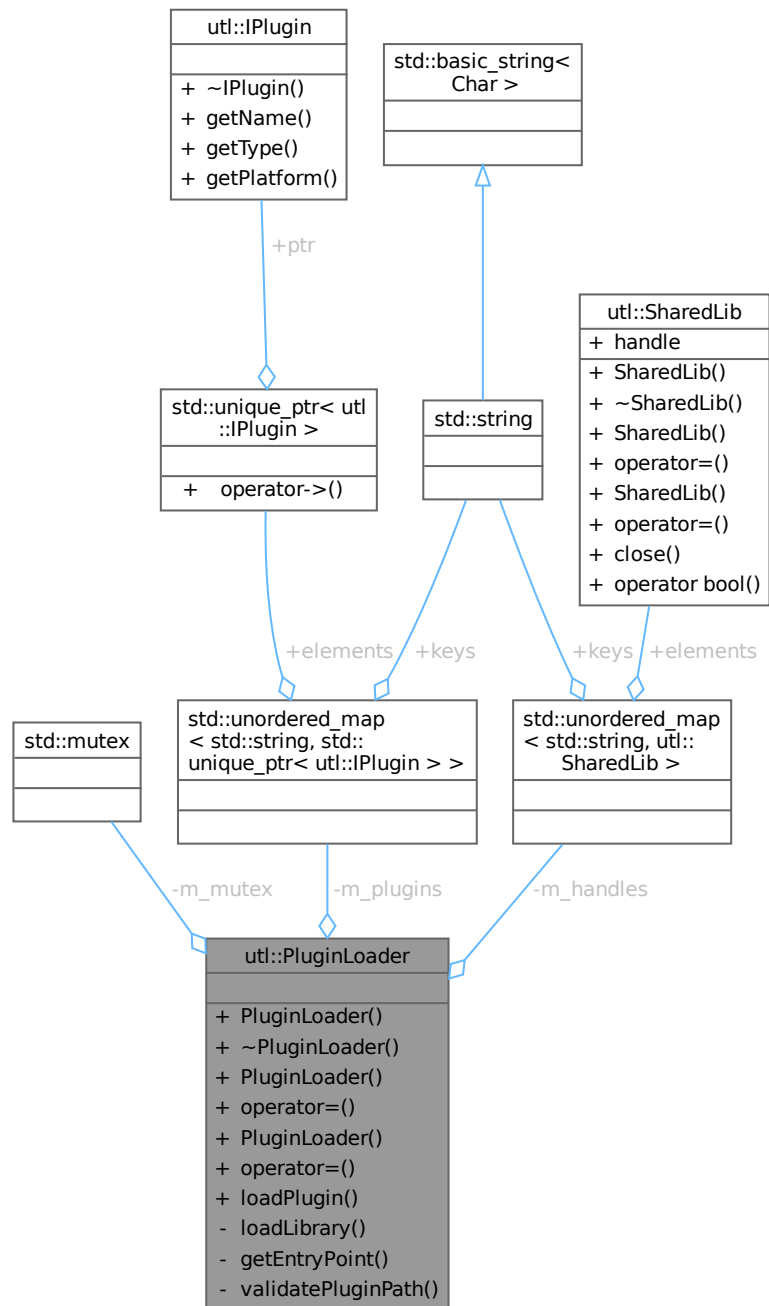 utl::IPlugin
+ ~IPlugin()
+ getName()
+ getType()
+ getPlatform()
std::basic_string<
Char >
+ptr
utl::SharedLib
+ handle
+ SharedLib()
+ ~SharedLib()
+ SharedLib()
+ operator=()
+ SharedLib()
+ operator=()
+ close()
+ operator bool()
std::unique_ptr< utl
::IPlugin >
+ operator->()
std::string
+elements
+keys
+keys
+elements
std::mutex
std::unordered_map
< std::string, std::
unique_ptr< utl::IPlugin > >
std::unordered_map
< std::string, utl::
SharedLib >
-m_mutex
-m_plugins
-m_handles
utl::PluginLoader
+ PluginLoader()
+ ~PluginLoader()
+ PluginLoader()
+ operator=()
+ PluginLoader()
+ operator=()
+ loadPlugin()
- loadLibrary()
- getEntryPoint()
- validatePluginPath()